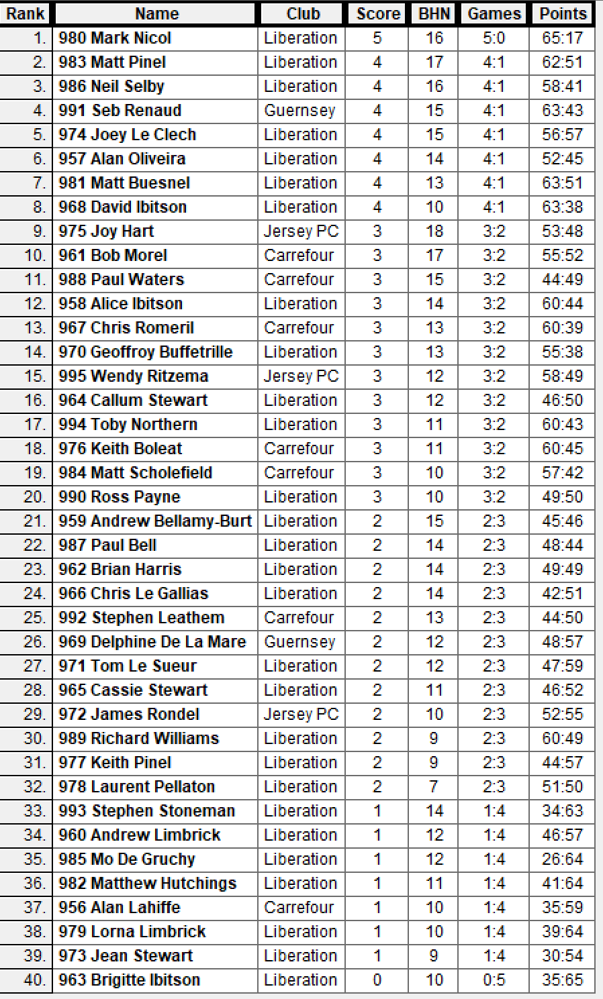 Rank Name Club Score BHN Games Points
1. 980 Mark Nicol Liberation 5 16 5:0 65:17
2. 983 Matt Pinel Liberation 4 17 4:1 62:51
3. 986 Neil Selby Liberation 4 16 4:1 58:41
4. 991 Seb Renaud Guernsey 4 15 4:1 63:43
5. 974 Joey Le Clech Liberation 4 15 4:1 56:57
6. 957 Alan Oliveira Liberation 4 14 4:1 52:45
7. 981 Matt Buesnel Liberation 4 13 4:1 63:51
8. 968 David Ibitson Liberation 4 10 4:1 63:38
9. 975 Joy Hart Jersey PC 3 18 3:2 53:48
10. 961 Bob Morel Carrefour 3 17 3:2 55:52
11. 988 Paul Waters Carrefour 3 15 3:2 44:49
12. 958 Alice Ibitson Liberation 3 14 3:2 60:44
13. 967 Chris Romeril Carrefour 3 13 3:2 60:39
14. 970 Geoffroy Buffetrille Liberation 3 13 3:2 55:38
15. 995 Wendy Ritzema Jersey PC 3 12 3:2 58:49
16. 964 Callum Stewart Liberation 3 12 3:2 46:50
17. 994 Toby Northern Liberation 3 11 3:2 60:43
18. 976 Keith Boleat Carrefour 3 11 3:2 60:45
19. 984 Matt Scholefield Carrefour 3 10 3:2 57:42
20. 990 Ross Payne Liberation 3 10 3:2 49:50
21. 959 Andrew Bellamy-Burt Liberation 2 15 2:3 45:46
22. 987 Paul Bell Liberation 2 14 2:3 48:44
23. 962 Brian Harris Liberation 2 14 2:3 49:49
24. 966 Chris Le Gallias Liberation 2 14 2:3 42:51
25. 992 Stephen Leathem Carrefour 2 13 2:3 44:50
26. 969 Delphine De La Mare Guernsey 2 12 2:3 48:57
27. 971 Tom Le Sueur Liberation 2 12 2:3 47:59
28. 965 Cassie Stewart Liberation 2 11 2:3 46:52
29. 972 James Rondel Jersey PC 2 10 2:3 52:55
30. 989 Richard Williams Liberation 2 9 2:3 60:49
31. 977 Keith Pinel Liberation 2 9 2:3 44:57
32. 978 Laurent Pellaton Liberation 2 7 2:3 51:50
33. 993 Stephen Stoneman Liberation 1 14 1:4 34:63
34. 960 Andrew Limbrick Liberation 1 12 1:4 46:57
35. 985 Mo De Gruchy Liberation 1 12 1:4 26:64
36. 982 Matthew Hutchings Liberation 1 11 1:4 41:64
37. 956 Alan Lahiffe Carrefour 1 10 1:4 35:59
38. 979 Lorna Limbrick Liberation 1 10 1:4 39:64
39. 973 Jean Stewart Liberation 1 9 1:4 30:54
40. 963 Brigitte Ibitson Liberation 0 10 0:5 35:65